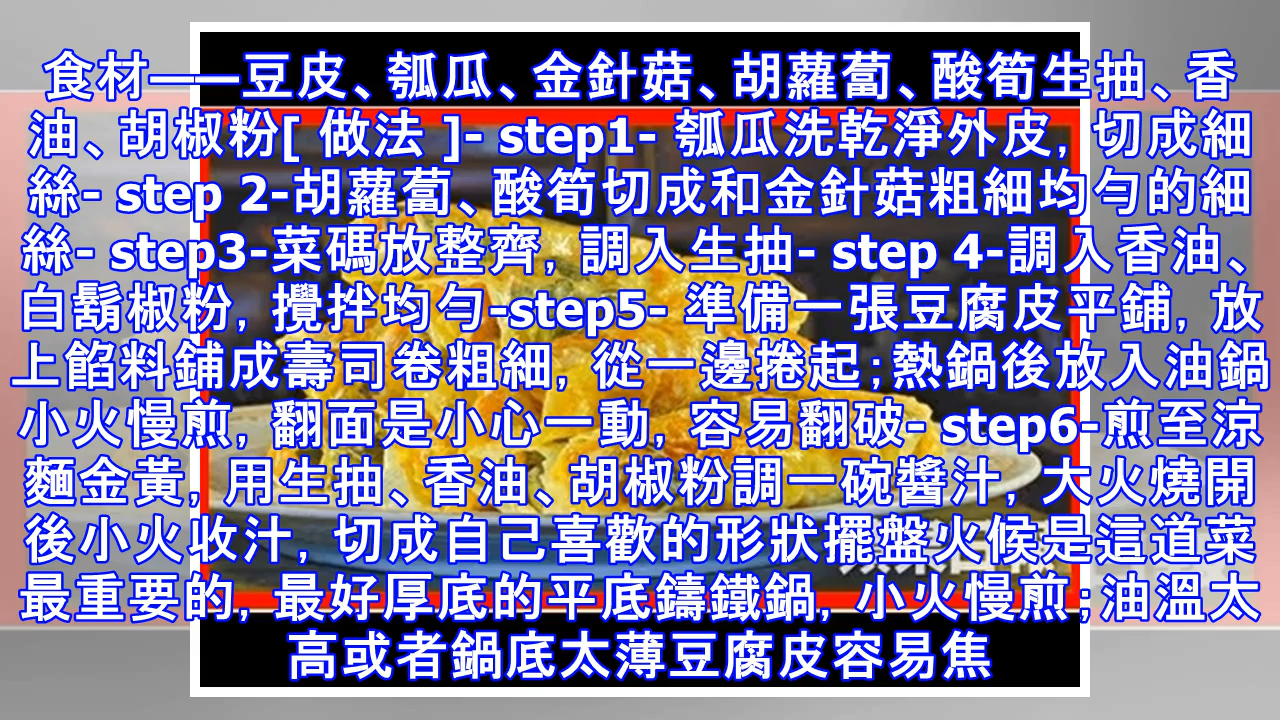 食材——豆皮、瓠瓜、金針菇、胡蘿蔔、酸筍生抽、香
油、胡椒粉[ 做法 ]- step1- 瓠瓜洗乾淨外皮, 切成細
絲- step 2-胡蘿蔔、酸筍切成和金針菇粗細均勻的細
絲- step3-菜碼放整齊, 調入生抽- step 4-調入香油、
白鬍椒粉, 攪拌均勻-step5- 準備一張豆腐皮平鋪, 放
上餡料鋪成壽司卷粗細, 從一邊捲起;熱鍋後放入油鍋
小火慢煎, 翻面是小心一動, 容易翻破- step6-煎至涼
麵金黃, 用生抽、香油、胡椒粉調一碗醬汁, 大火燒開
後小火收汁, 切成自己喜歡的形狀擺盤火候是這道菜
最重要的, 最好厚底的平底鑄鐵鍋, 小火慢煎;油溫太
高或者鍋底太薄豆腐皮容易焦